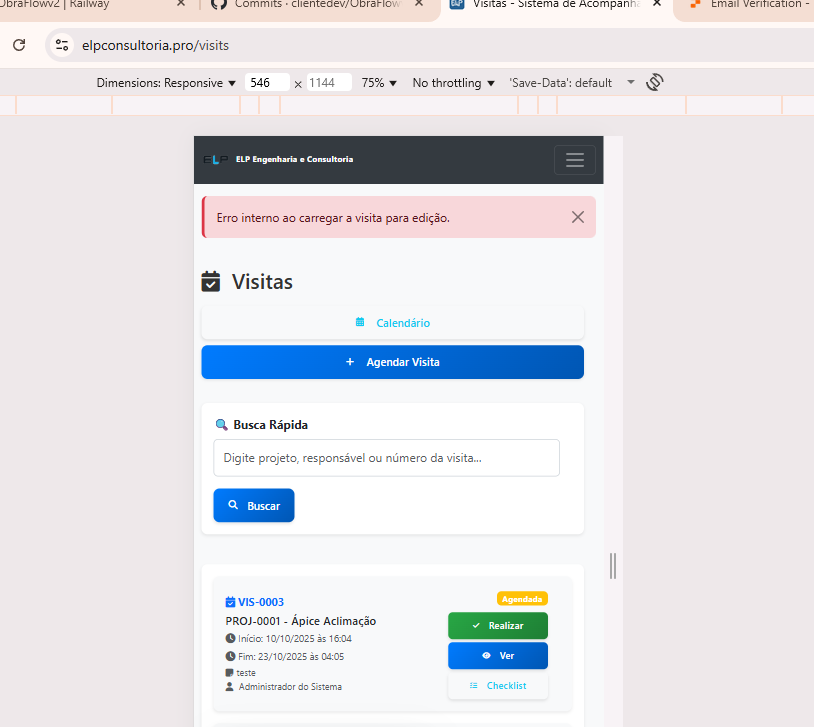 ObraFlowv2 | Railway
Commits · clientedev/ObraFlow
Visitas - Sistema de Acompanha
Email Verification -
elpconsultoria.pro/visits
Dimensions: Responsive 546 × 1144 75% No throttling 'Save-Data': default
ELP ELP Engenharia e Consultoria
Erro interno ao carregar a visita para edição.
Visitas
Calendário
+ Agendar Visita
Busca Rápida
Digite projeto, responsável ou número da visita...
Buscar
VIS-0003
Agendada
PROJ-0001 - Ápice Aclimação
Realizar
Início: 10/10/2025 às 16:04
Fim: 23/10/2025 às 04:05
Ver
teste
Administrador do Sistema
Checklist